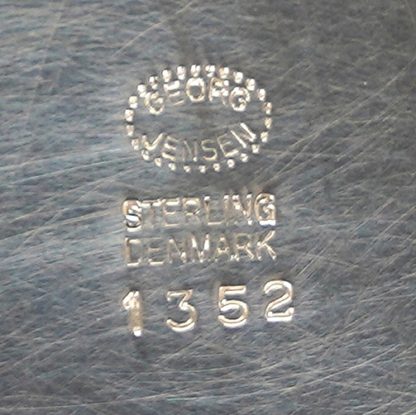 GEORG
JENSEN
STERLING
DENMARK
1352